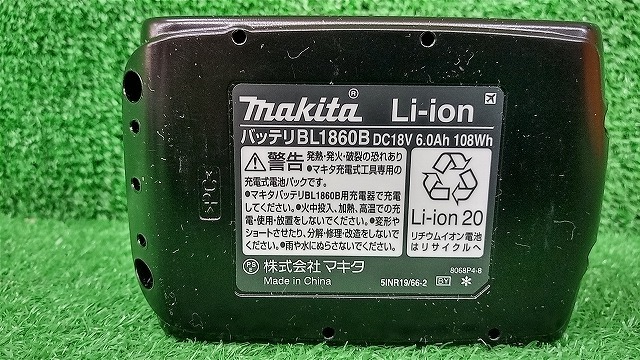 makita® Li-ion
バッテリBL1860B DC18V 6.0Ah 108Wh
警告 発熱・発火・破裂の恐れあり
●マキタ充電式工具専用の
充電式電池パックです。
●マキタバッテリBL1860B用充電器で充電
してください。●火中投入、加熱、高温での充
電・使用・放置をしないでください。●変形や
ショートさせたり、分解・修理・改造をしないで
ください。●雨や水にぬらさないでください。
Li-ion 20
リチウムイオン電池
はリサイクルへ
PSE 株式会社マキタ
Made in China
8068P4-8
5INR19/66-2 BY ✻
>PC<